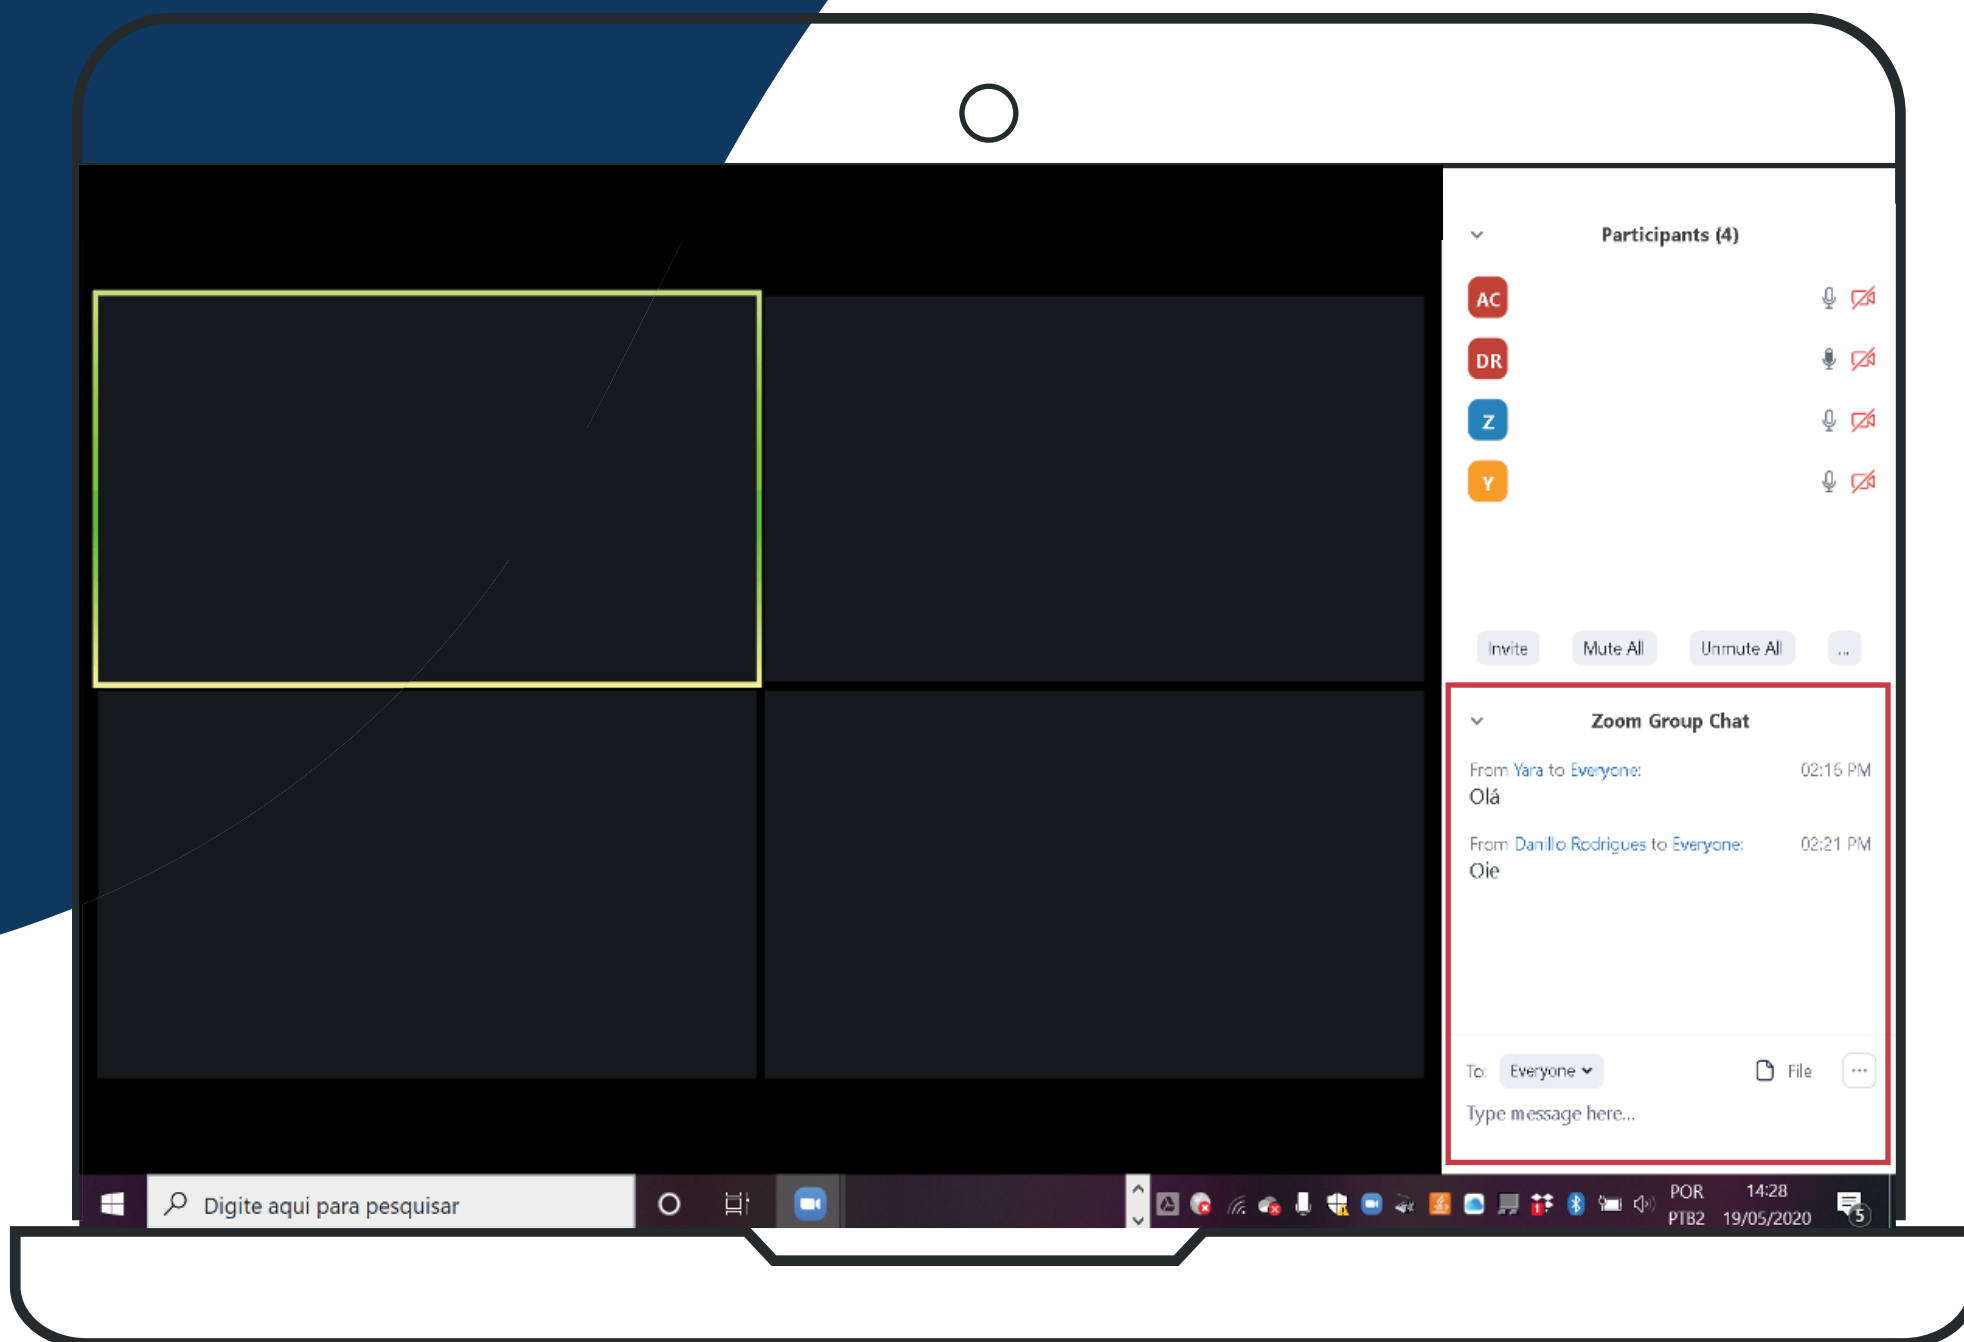 Participants (4)
AC
DR
Z
Y
Invite
Mute All
Unmute All
...
Zoom Group Chat
From Yara to Everyone: 02:16 PM
Olá
From Danillo Rodrigues to Everyone: 02:21 PM
Oie
To: Everyone
File
...
Type message here...
Digite aqui para pesquisar
POR 14:28
PTB2 19/05/2020
5